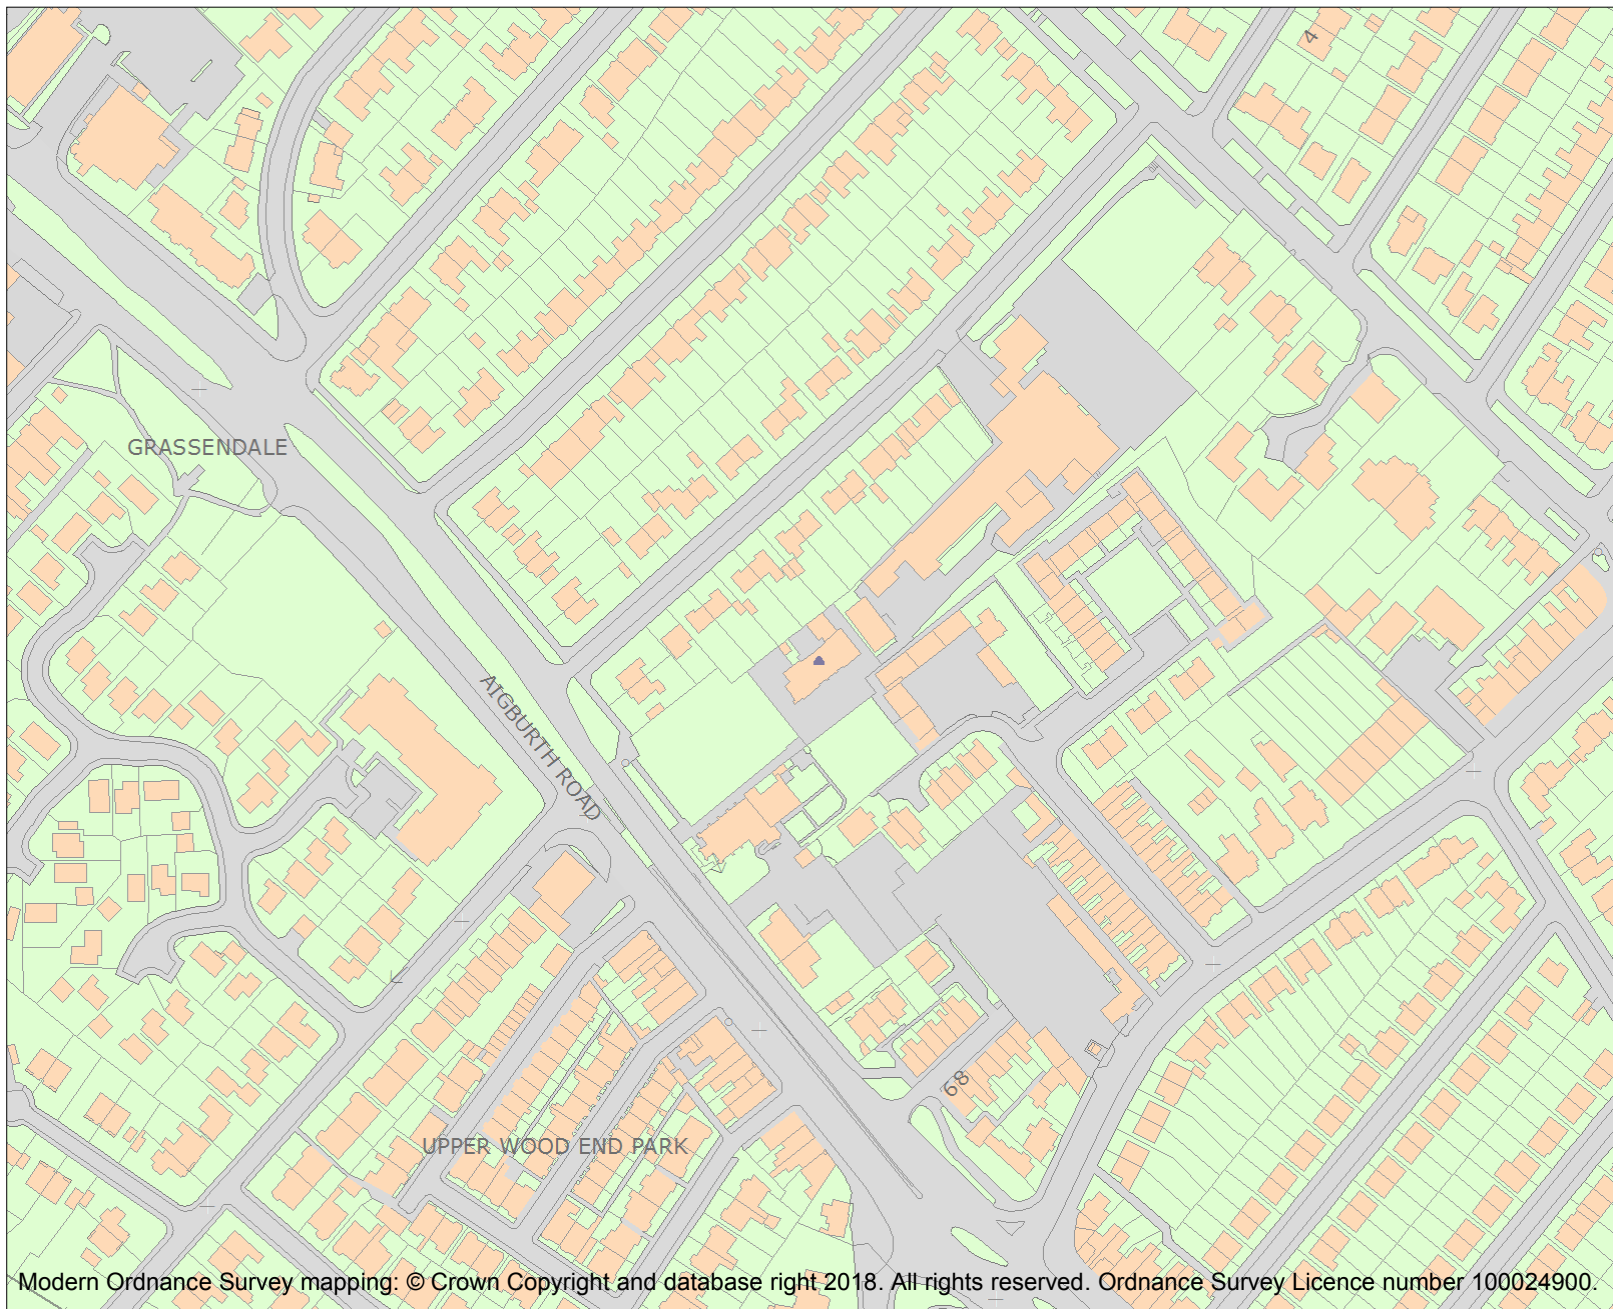 4
GRASSENDALE
AIGBURTH ROAD
68
UPPER WOOD END PARK
Modern Ordnance Survey mapping: © Crown Copyright and database right 2018. All rights reserved. Ordnance Survey Licence number 100024900.